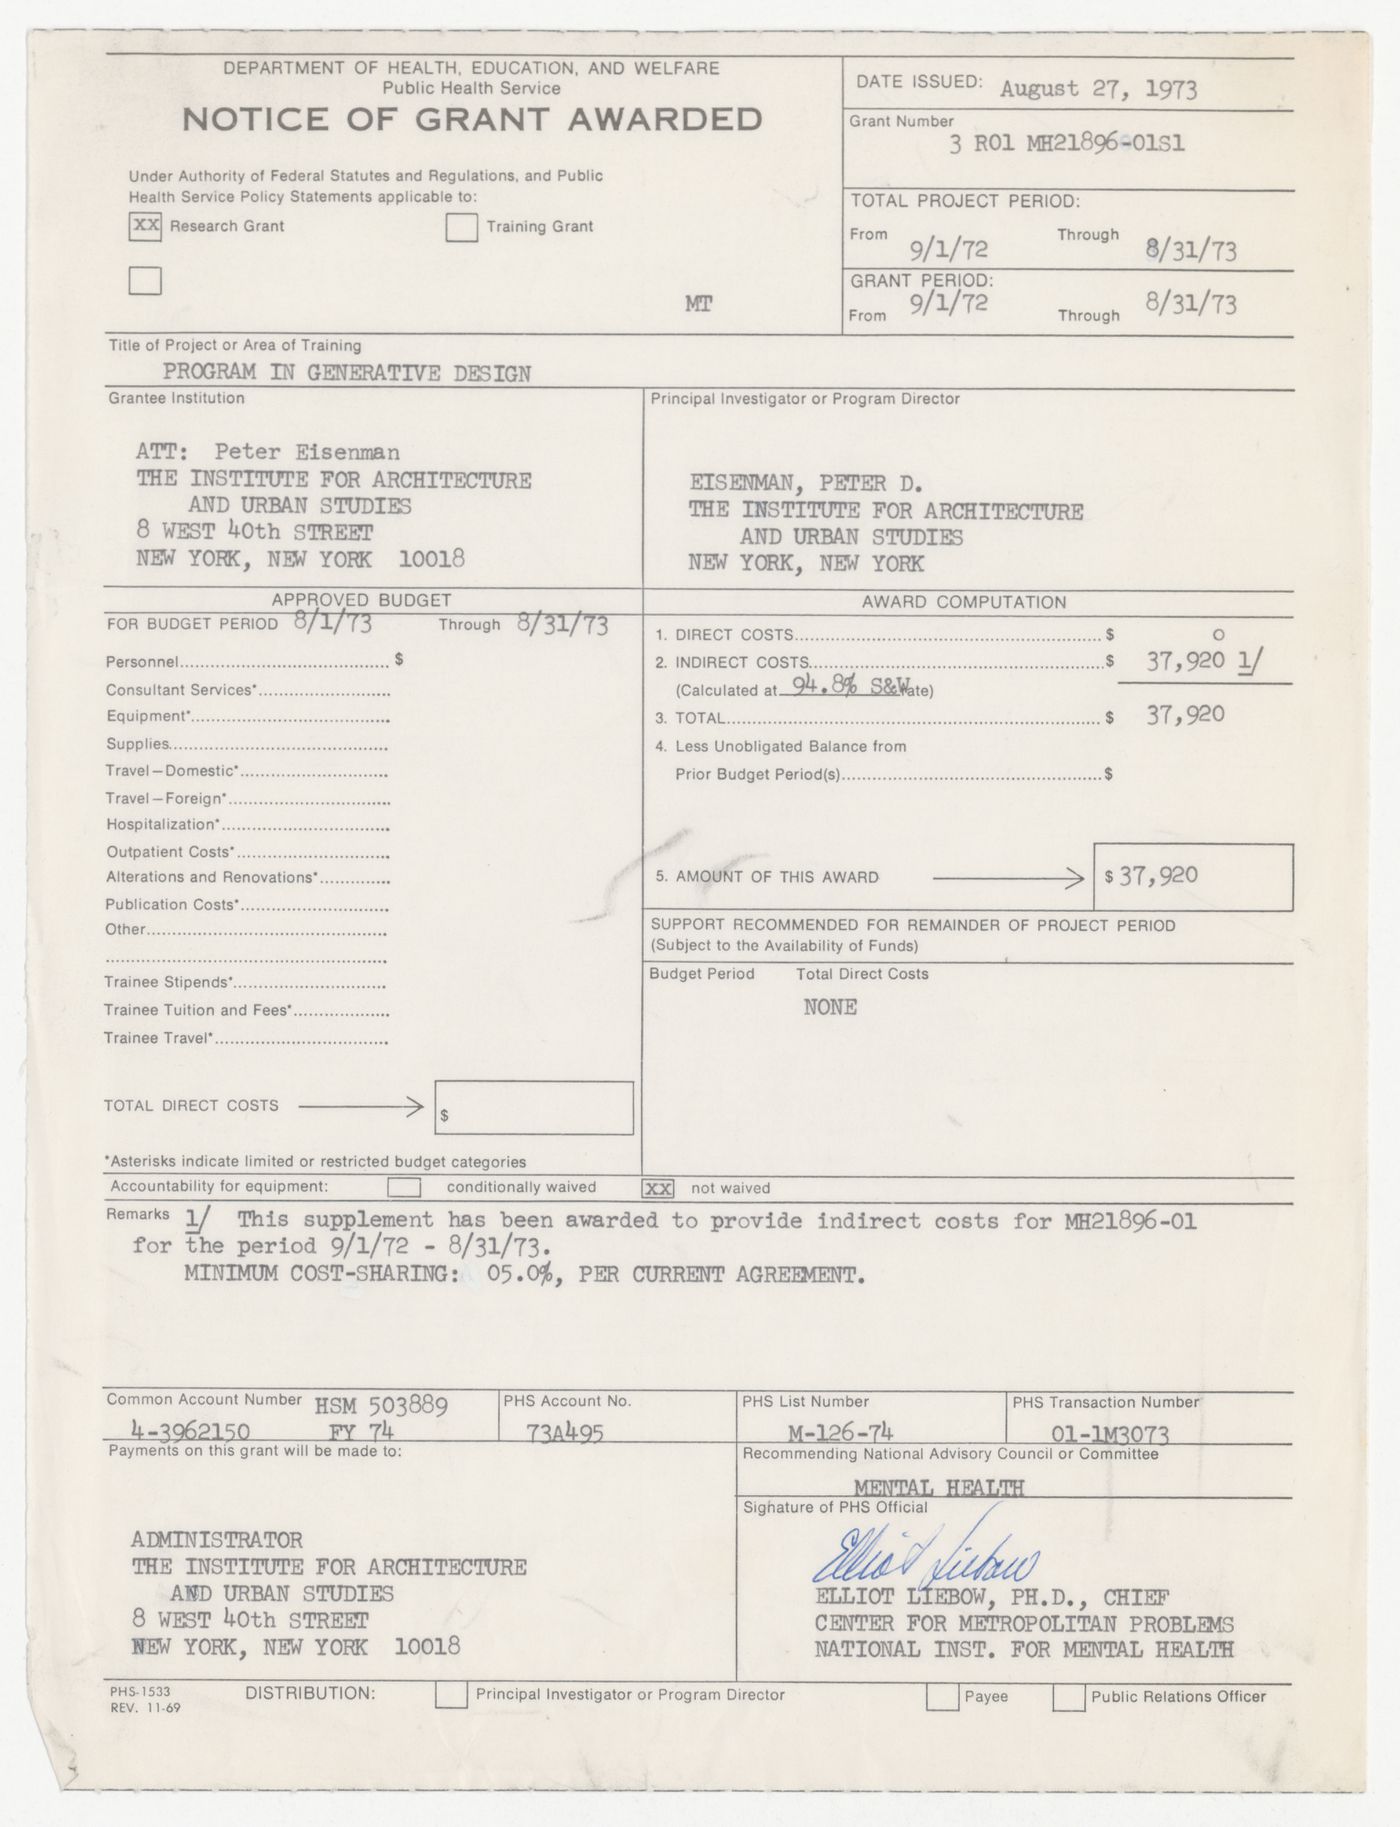 DEPARTMENT OF HEALTH, EDUCATION, AND WELFARE
Public Health Service
NOTICE OF GRANT AWARDED
Under Authority of Federal Statutes and Regulations, and Public
Health Service Policy Statements applicable to:
XX Research Grant Training Grant
MT
DATE ISSUED: August 27, 1973
Grant Number
3 R01 MH21896-01S1
TOTAL PROJECT PERIOD:
From 9/1/72 Through 8/31/73
GRANT PERIOD:
From 9/1/72 Through 8/31/73
Title of Project or Area of Training
PROGRAM IN GENERATIVE DESIGN
Grantee Institution
ATT: Peter Eisenman
THE INSTITUTE FOR ARCHITECTURE
AND URBAN STUDIES
8 WEST 40th STREET
NEW YORK, NEW YORK 10018
Principal Investigator or Program Director
EISENMAN, PETER D.
THE INSTITUTE FOR ARCHITECTURE
AND URBAN STUDIES
NEW YORK, NEW YORK
APPROVED BUDGET
FOR BUDGET PERIOD 8/1/73 Through 8/31/73
Personnel $
Consultant Services*
Equipment*
Supplies
Travel—Domestic*
Travel—Foreign*
Hospitalization*
Outpatient Costs*
Alterations and Renovations*
Publication Costs*
Other
Trainee Stipends*
Trainee Tuition and Fees*
Trainee Travel*
TOTAL DIRECT COSTS $
*Asterisks indicate limited or restricted budget categories
AWARD COMPUTATION
1. DIRECT COSTS $ 0
2. INDIRECT COSTS $ 37,920 1/
(Calculated at 94.8% S&W ate)
3. TOTAL $ 37,920
4. Less Unobligated Balance from
Prior Budget Period(s) $
5. AMOUNT OF THIS AWARD $ 37,920
SUPPORT RECOMMENDED FOR REMAINDER OF PROJECT PERIOD
(Subject to the Availability of Funds)
Budget Period Total Direct Costs
NONE
Accountability for equipment: conditionally waived XX not waived
Remarks 1/ This supplement has been awarded to provide indirect costs for MH21896-01
for the period 9/1/72 - 8/31/73.
MINIMUM COST-SHARING: 05.0%, PER CURRENT AGREEMENT.
Common Account Number HSM 503889
4-3962150 FY 74
PHS Account No.
73A495
PHS List Number
M-126-74
PHS Transaction Number
01-1M3073
Payments on this grant will be made to:
ADMINISTRATOR
THE INSTITUTE FOR ARCHITECTURE
AND URBAN STUDIES
8 WEST 40th STREET
NEW YORK, NEW YORK 10018
Recommending National Advisory Council or Committee
MENTAL HEALTH
Signature of PHS Official
Elliot Liebow
ELLIOT LIEBOW, PH.D., CHIEF
CENTER FOR METROPOLITAN PROBLEMS
NATIONAL INST. FOR MENTAL HEALTH
PHS-1533
REV. 11-69
DISTRIBUTION: Principal Investigator or Program Director Payee Public Relations Officer